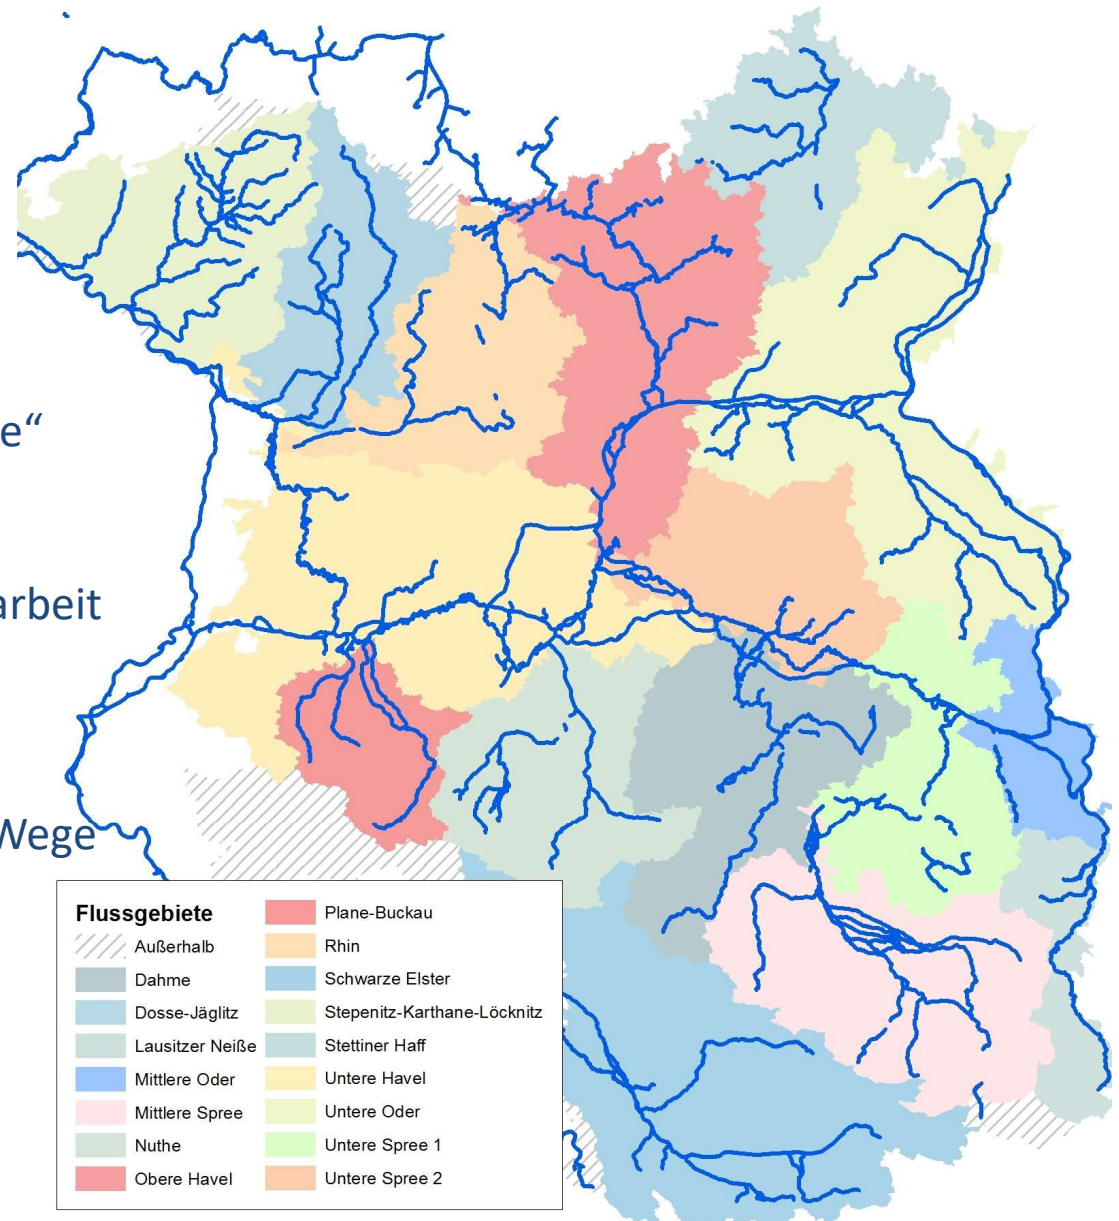 e“
arbeit
Wege
Flussgebiete
Außerhalb
Dahme
Dosse-Jäglitz
Lausitzer Neiße
Mittlere Oder
Mittlere Spree
Nuthe
Obere Havel
Plane-Buckau
Rhin
Schwarze Elster
Stepenitz-Karthane-Löcknitz
Stettiner Haff
Untere Havel
Untere Oder
Untere Spree 1
Untere Spree 2